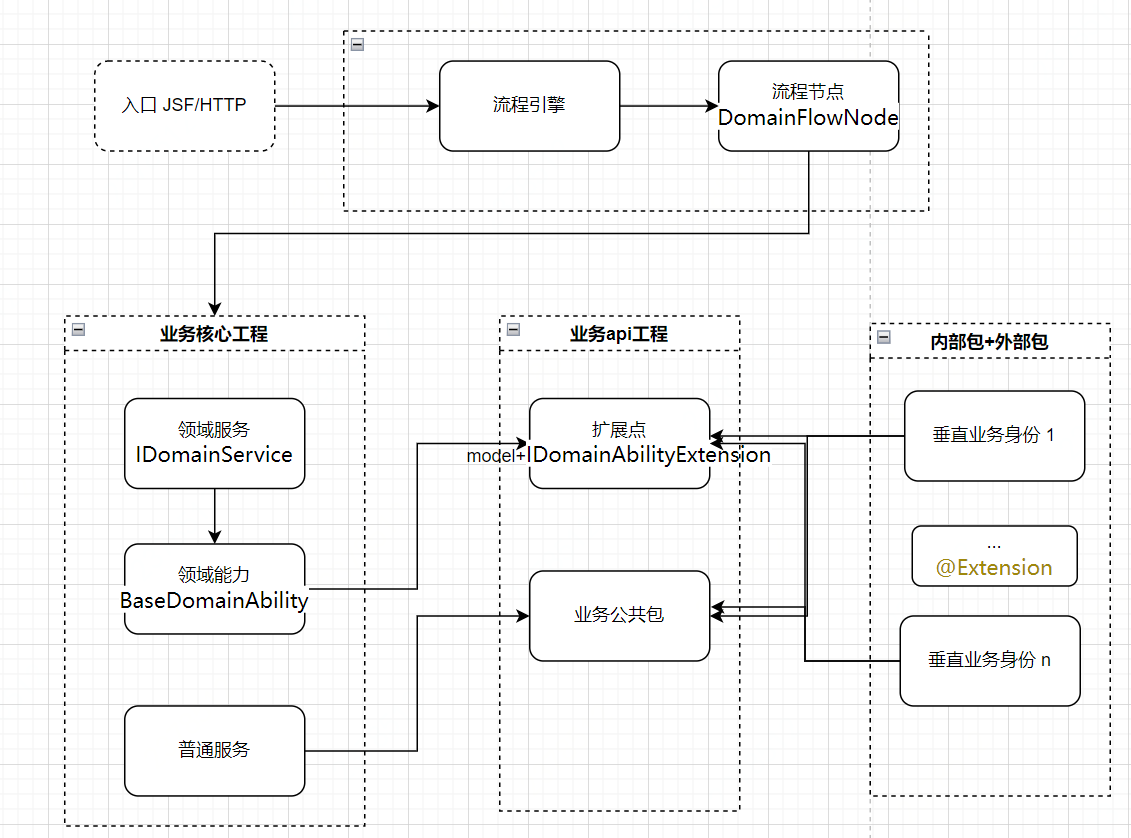 入口 JSF/HTTP
流程引擎
流程节点
DomainFlowNode
业务核心工程
领域服务
IDomainService
领域能力
BaseDomainAbility
普通服务
业务api工程
扩展点
model+IDomainAbilityExtension
业务公共包
内部包+外部包
垂直业务身份 1
...
@Extension
垂直业务身份 n